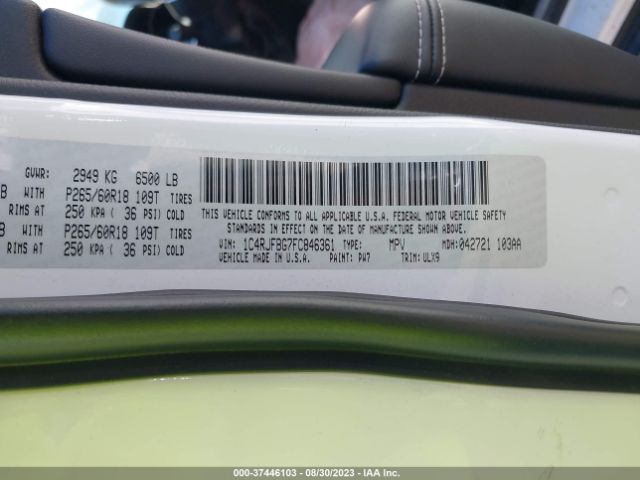 GVWR: 2949 KG 6500 LB
B WITH P265/60R18 109T TIRES
RIMS AT 250 KPA ( 36 PSI) COLD
B WITH P265/60R18 109T TIRES
RIMS AT 250 KPA ( 36 PSI) COLD
THIS VEHICLE CONFORMS TO ALL APPLICABLE U.S.A. FEDERAL MOTOR VEHICLE SAFETY
STANDARDS IN EFFECT ON THE DATE OF MANUFACTURE SHOWN ABOVE.
VIN: 1C4RJFBG7FC846361 TYPE: MPV MDH: 042721 103AA
MADE IN U.S.A. PAINT: PW7 TRIM: ULX9
000-37446103 - 08/30/2023 - IAA Inc.